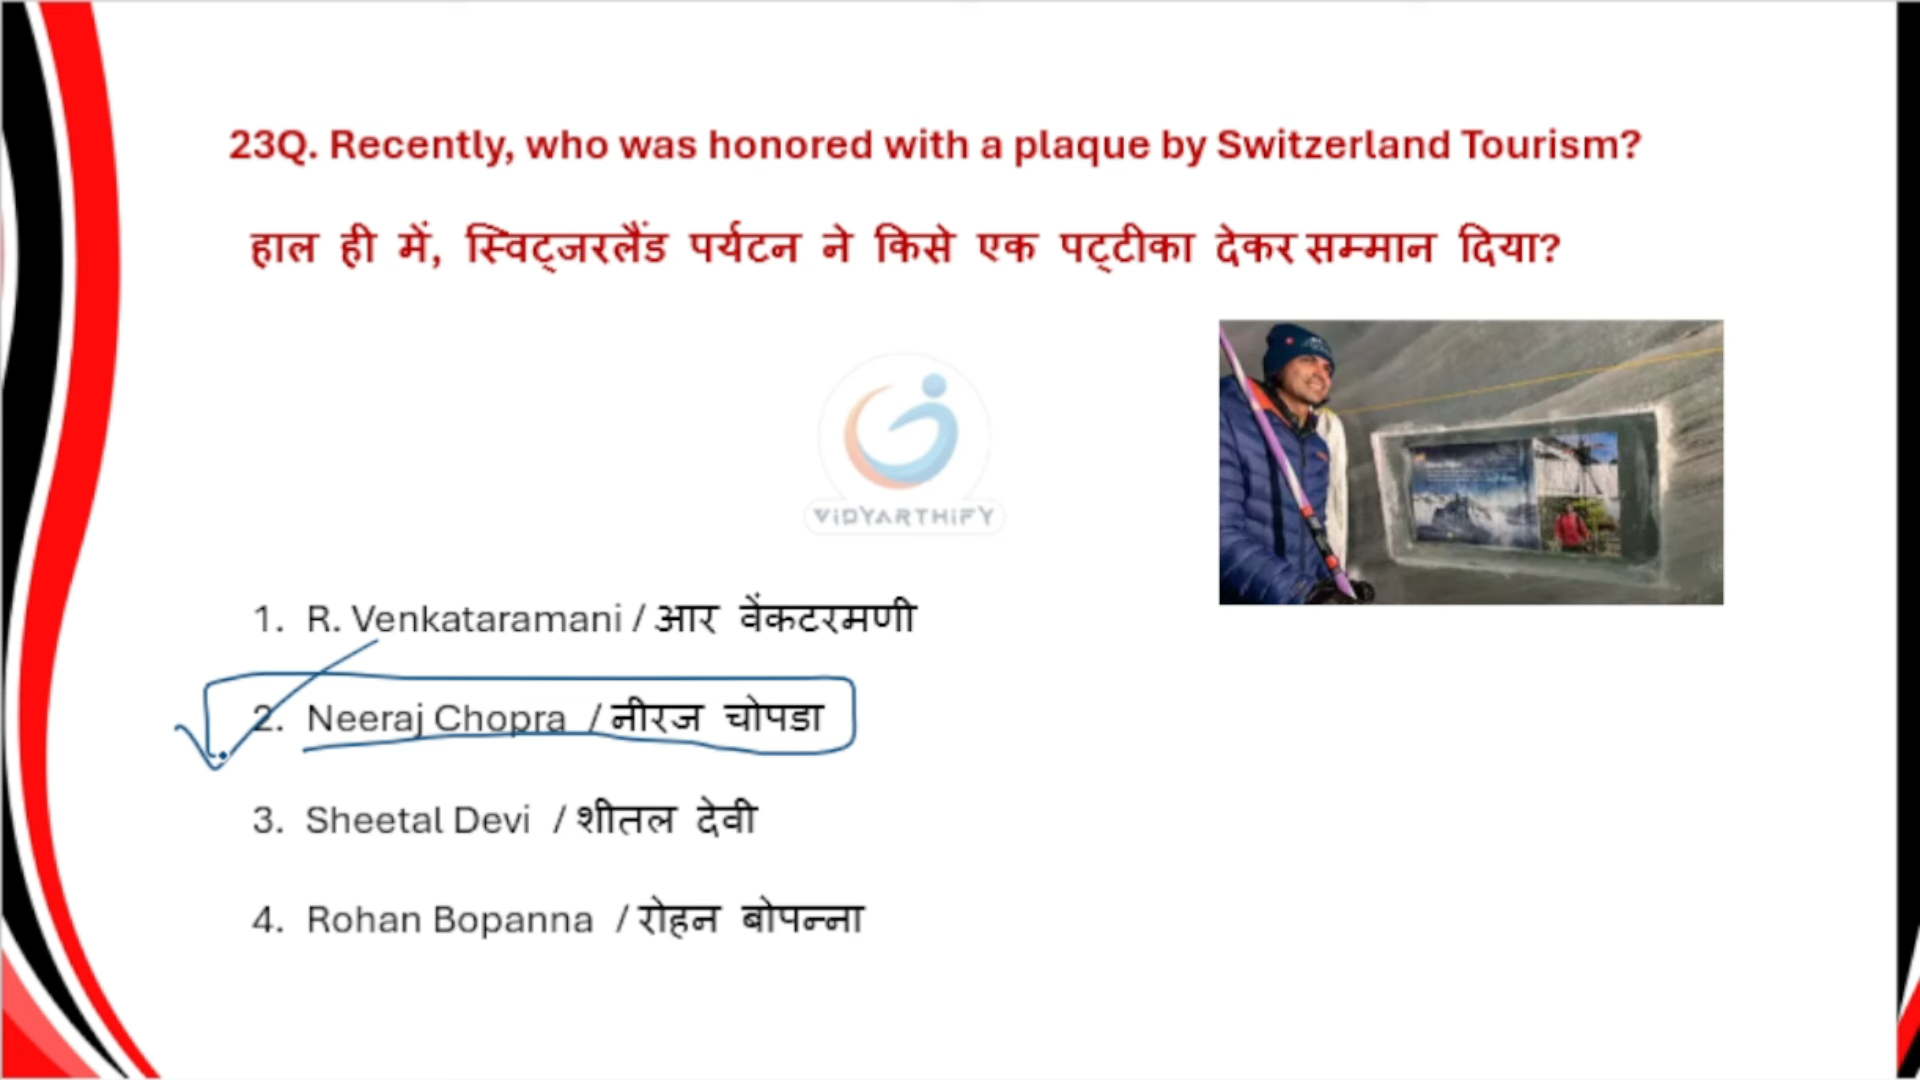 23Q. Recently, who was honored with a plaque by Switzerland Tourism?
हाल ही में, स्विट्जरलैंड पर्यटन ने किसे एक पट्टीका देकर सम्मान दिया?
VIDYARTHIFY
1. R. Venkataramani / आर वेंकटरमणी
2. Neeraj Chopra / नीरज चोपडा
3. Sheetal Devi / शीतल देवी
4. Rohan Bopanna / रोहन बोपन्ना